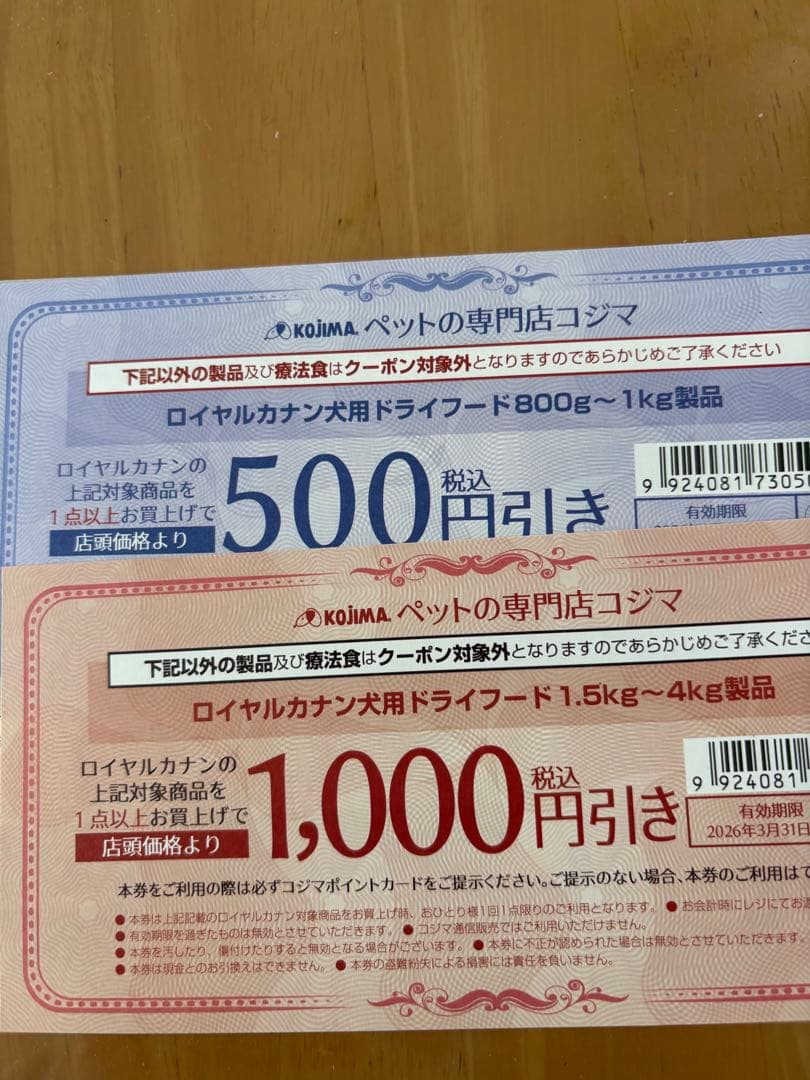 KOJIMA. ペットの専門店コジマ
下記以外の製品及び療法食はクーポン対象外となりますのであらかじめご了承ください
ロイヤルカナン犬用ドライフード800g～1kg製品
ロイヤルカナンの
上記対象商品を
1点以上お買上げで
店頭価格より
500税込円引き
9 924081 7305
有効期限
KOJIMA. ペットの専門店コジマ
下記以外の製品及び療法食はクーポン対象外となりますのであらかじめご了承くださ
ロイヤルカナン犬用ドライフード1.5kg～4kg製品
ロイヤルカナンの
上記対象商品を
1点以上お買上げで
店頭価格より
1,000税込円引き
9 924081
有効期限
2026年3月31日
本券をご利用の際は必ずコジマポイントカードをご提示ください。ご提示のない場合、本券のご利用は
●本券は上記記載のロイヤルカナン対象商品をお買上げ時、おひとり様1回1点限りのご利用となります。 ●お会計時にレジにてお
●有効期限を過ぎたものは無効とさせていただきます。 ●コジマ通信販売ではご利用いただけません。
●本券を汚したり、傷付けたりすると無効となる場合がございます。 ●本券に不正が認められた場合は無効とさせていただきます。
●本券は現金とのお引換えはできません。 ●本券の盗難紛失による損害には責任を負いません。